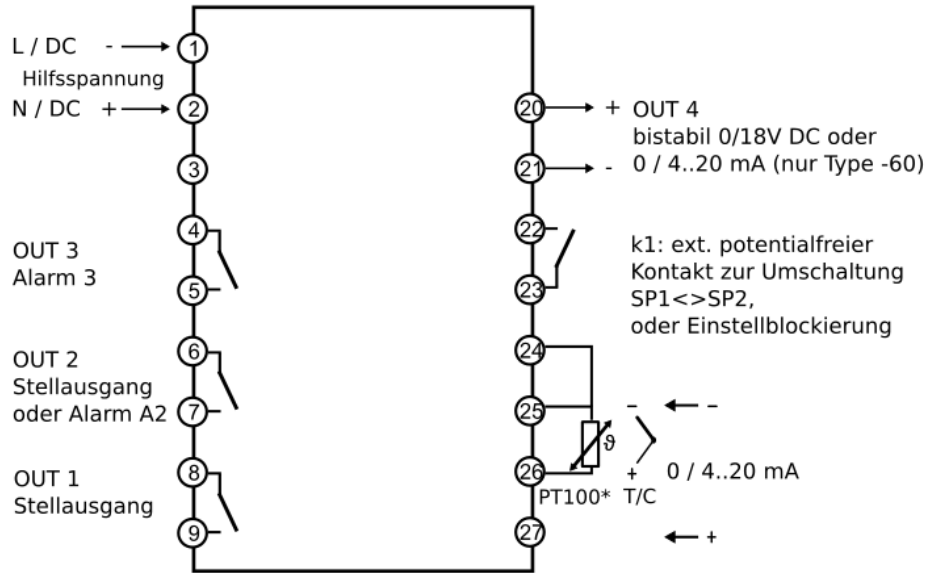 L / DC - 1
Hilfsspannung
N / DC + 2
3
4
OUT 3
Alarm 3
5
6
OUT 2
Stellausgang
oder Alarm A2
7
8
OUT 1
Stellausgang
9
20 + OUT 4
bistabil 0/18V DC oder
21 - 0 / 4..20 mA (nur Type -60)
22
k1: ext. potentialfreier
Kontakt zur Umschaltung
23
SP1<>SP2,
oder Einstellblockierung
24
25 - -
ϑ
26 + 0 / 4..20 mA
PT100* T/C
27 +